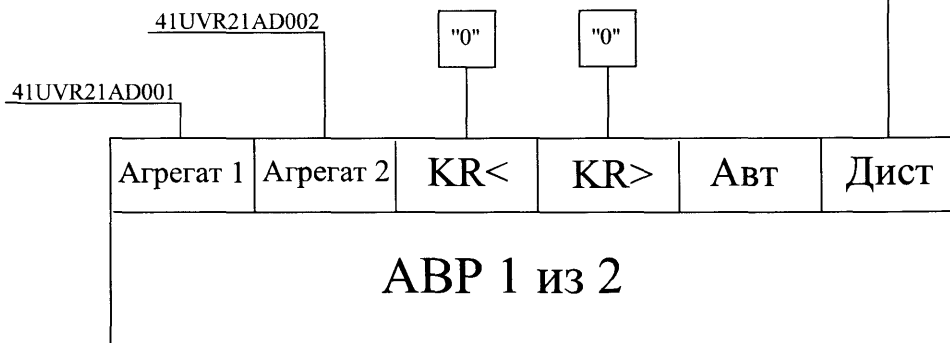 41UVR21AD002
"0"
"0"
41UVR21AD001
Агрегат 1
Агрегат 2
KR<
KR>
Авт
Дист
АВР 1 из 2